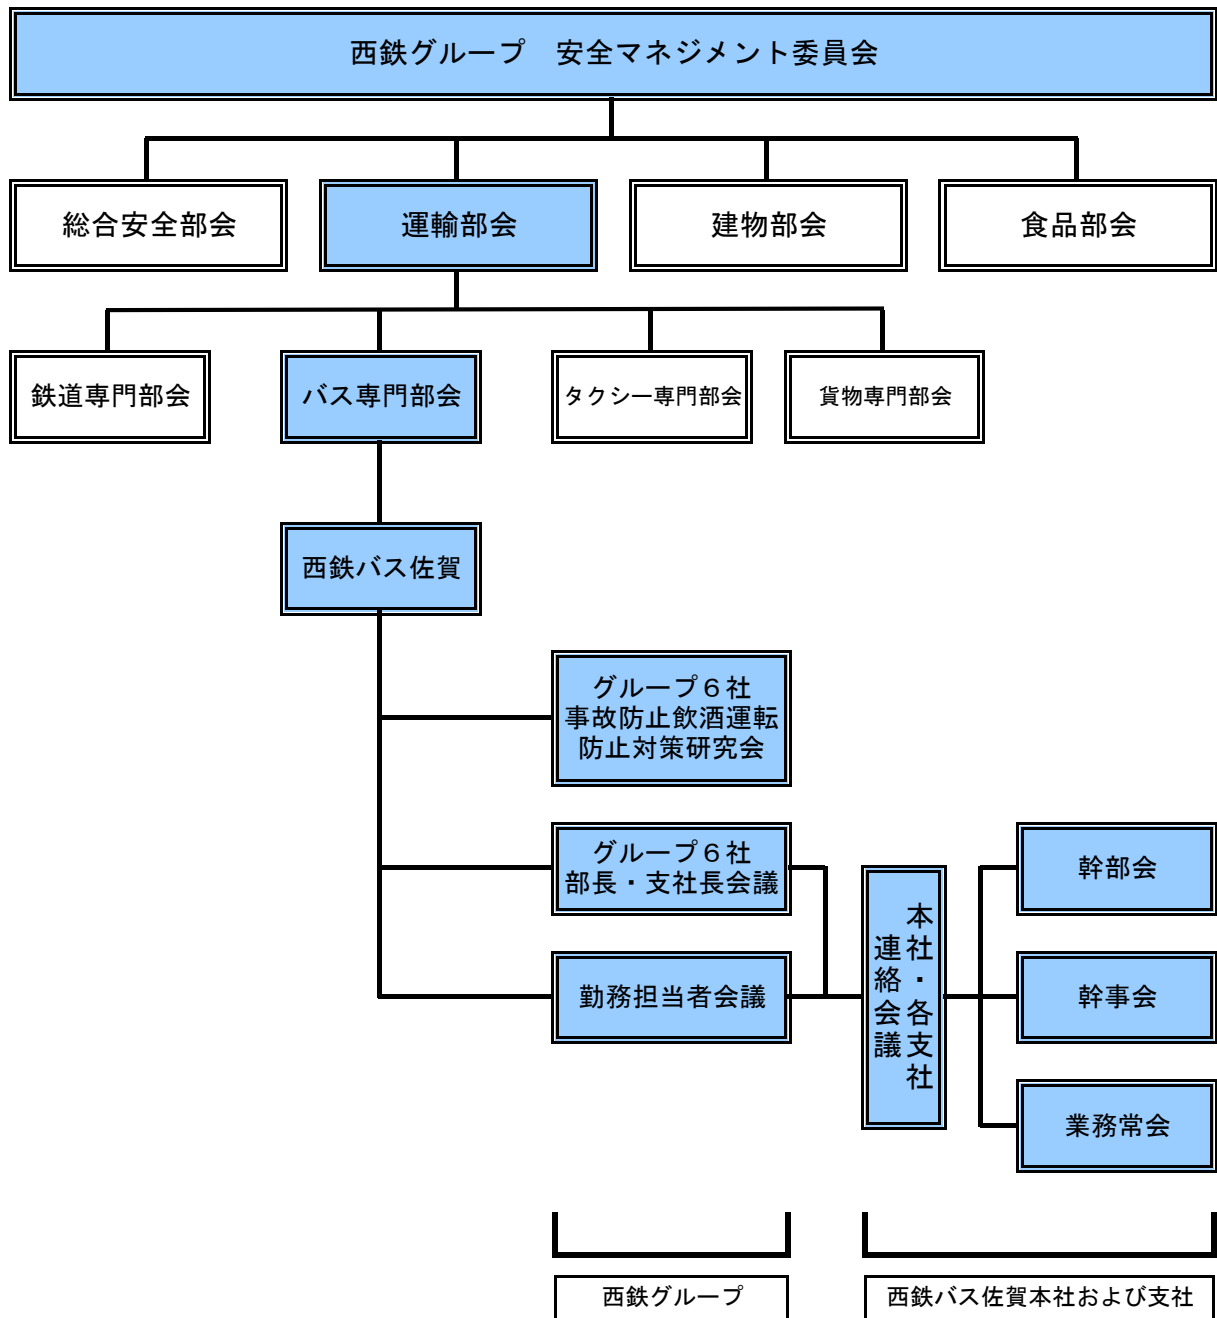 西鉄グループ　安全マネジメント委員会
総合安全部会
運輸部会
建物部会
食品部会
鉄道専門部会
バス専門部会
タクシー専門部会
貨物専門部会
西鉄バス佐賀
グループ６社
事故防止飲酒運転
防止対策研究会
グループ６社
部長・支社長会議
勤務担当者会議
本社・各支社
連絡会議
幹部会
幹事会
業務常会
西鉄グループ
西鉄バス佐賀本社および支社